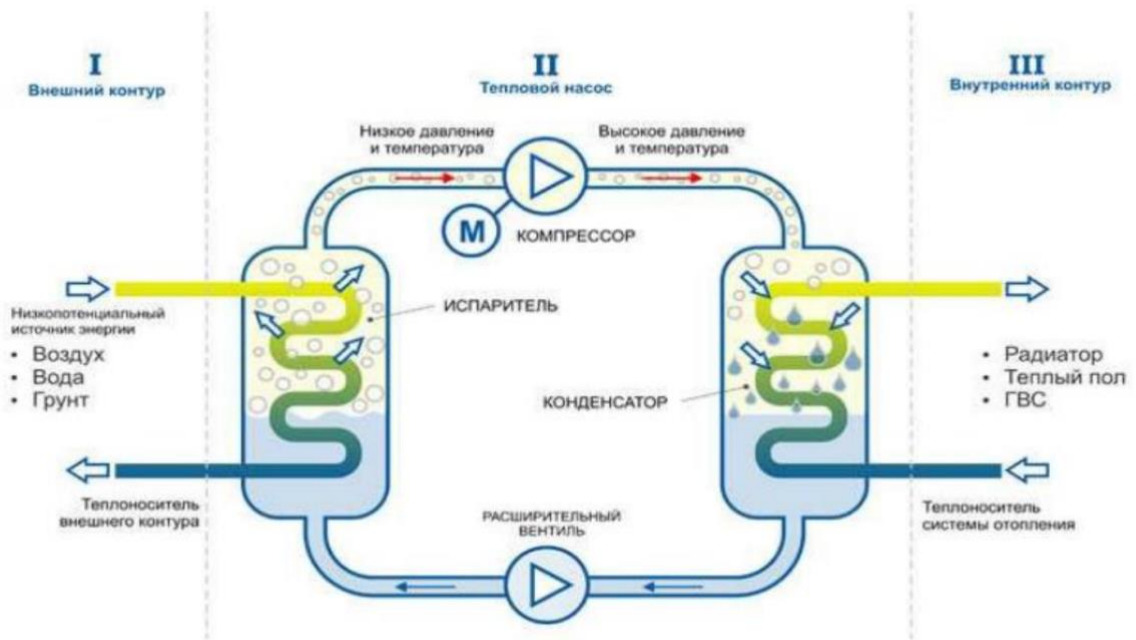 I
Внешний контур
II
Тепловой насос
III
Внутренний контур
Низкое давление
и температура
Высокое давление
и температура
М
КОМПРЕССОР
Низкопотенциальный
источник энергии
• Воздух
• Вода
• Грунт
ИСПАРИТЕЛЬ
КОНДЕНСАТОР
• Радиатор
• Теплый пол
• ГВС
Теплоноситель
внешнего контура
РАСШИРИТЕЛЬНЫЙ
ВЕНТИЛЬ
Теплоноситель
системы отопления